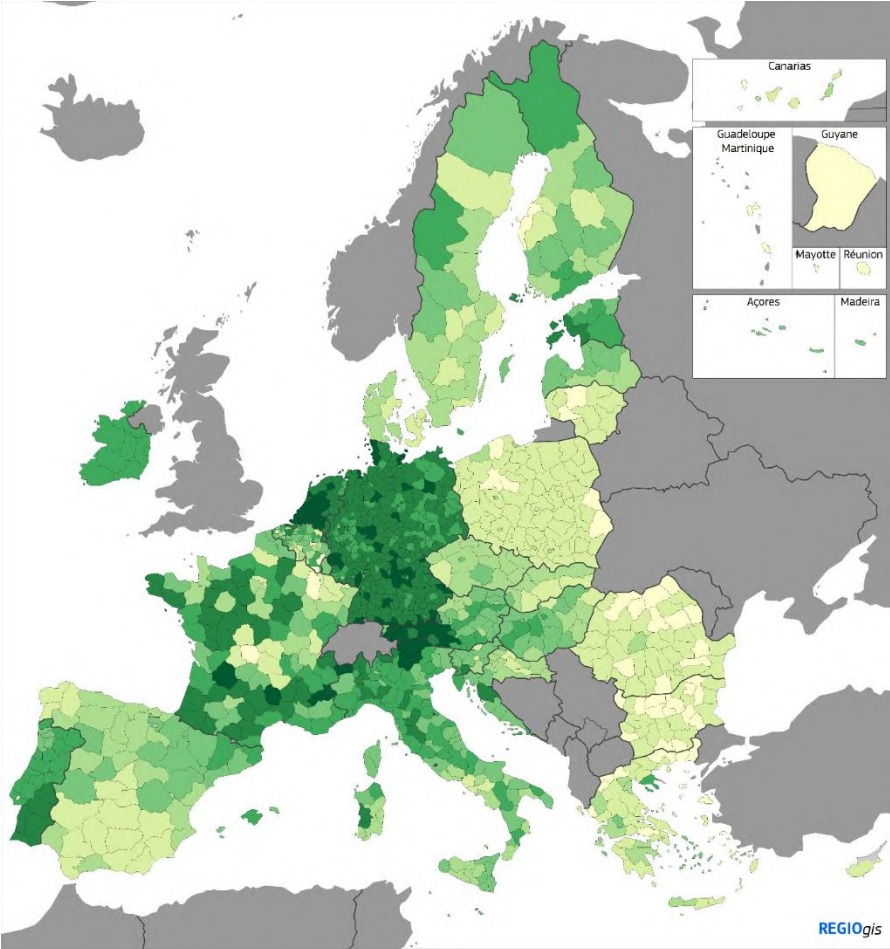 Canarias
Guadeloupe
Martinique
Guyane
Mayotte
Réunion
Açores
Madeira
REGIOgis